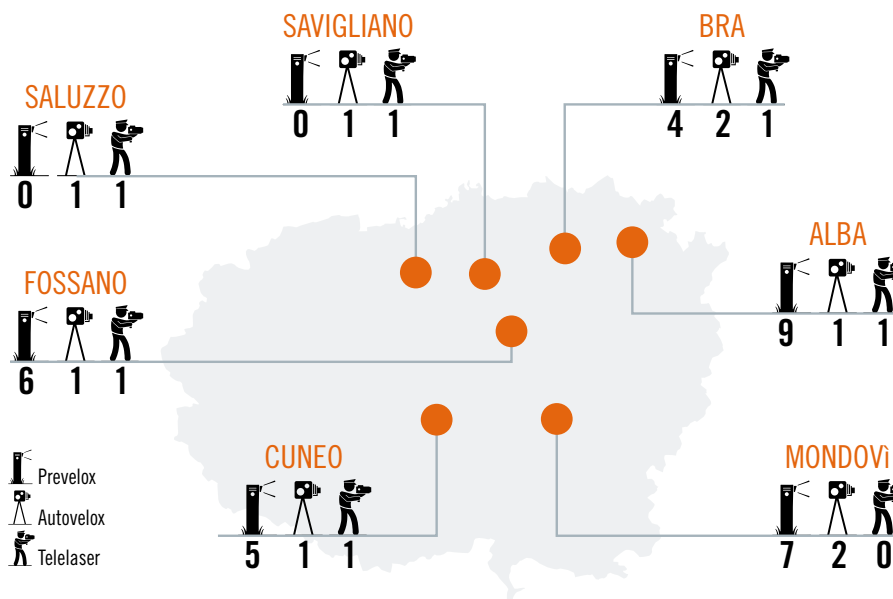 SAVIGLIANO
0 1 1
BRA
4 2 1
SALUZZO
0 1 1
ALBA
9 1 1
FOSSANO
6 1 1
CUNEO
5 1 1
MONDOVì
7 2 0
Prevelox
Autovelox
Telelaser